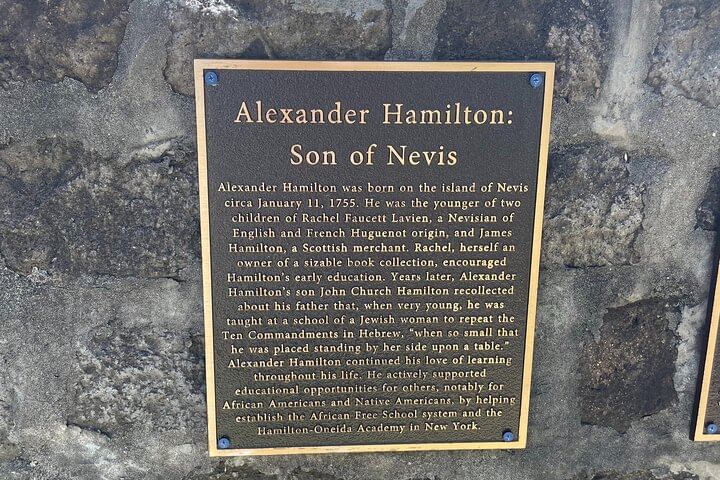 Alexander Hamilton:
Son of Nevis
Alexander Hamilton was born on the island of Nevis
circa January 11, 1755. He was the younger of two
children of Rachel Faucett Lavien, a Nevisian of
English and French Huguenot origin, and James
Hamilton, a Scottish merchant. Rachel, herself an
owner of a sizable book collection, encouraged
Hamilton's early education. Years later, Alexander
Hamilton's son John Church Hamilton recollected
about his father that, when very young, he was
taught at a school of a Jewish woman to repeat the
Ten Commandments in Hebrew, "when so small that
he was placed standing by her side upon a table."
Alexander Hamilton continued his love of learning
throughout his life. He actively supported
educational opportunities for others, notably for
African Americans and Native Americans, by helping
establish the African Free School system and the
Hamilton-Oneida Academy in New York.